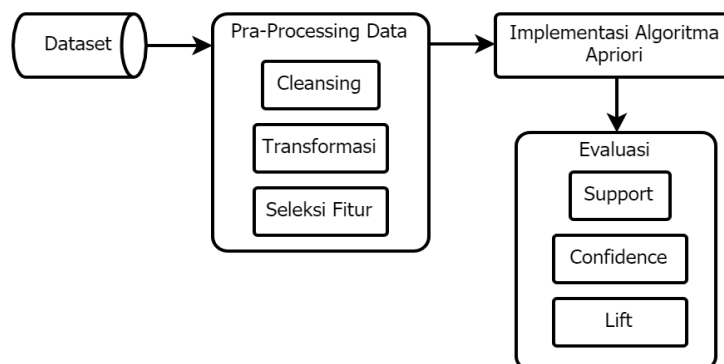 Dataset
Pra-Processing Data
Cleansing
Transformasi
Seleksi Fitur
Implementasi Algoritma
Apriori
Evaluasi
Support
Confidence
Lift